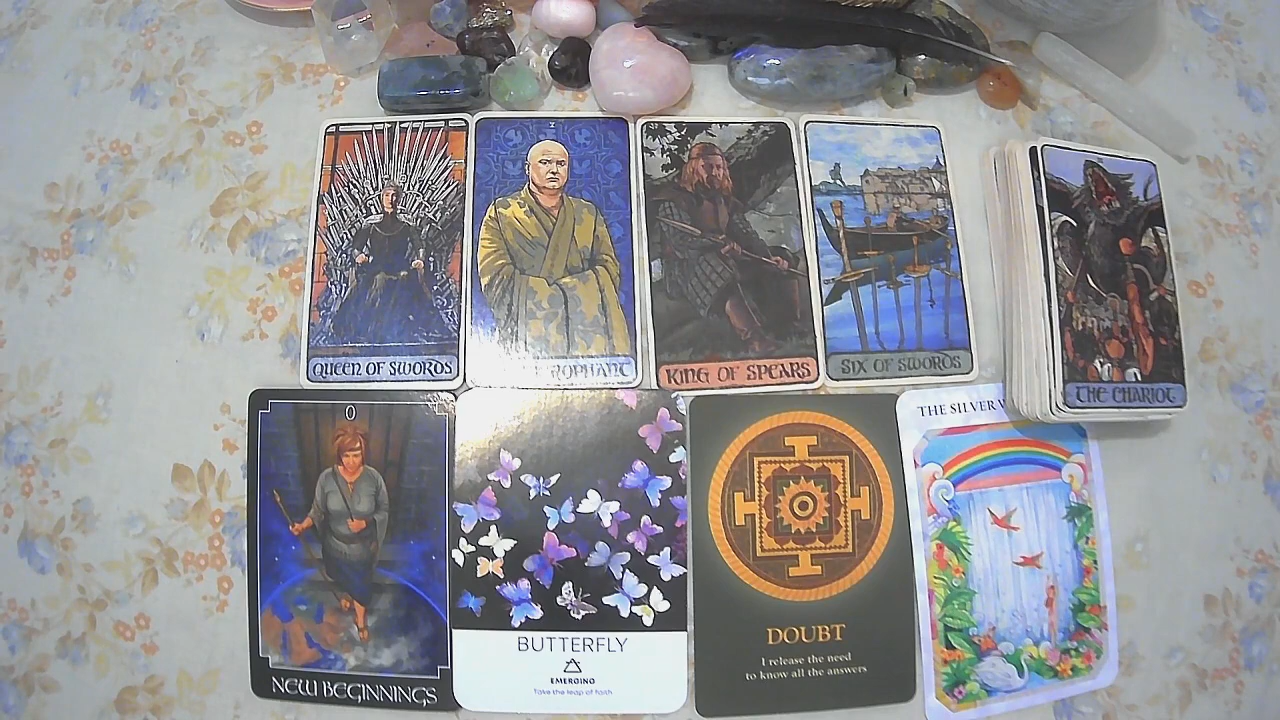 QUEEN OF SWORDS
KING OF SPEARS
SIX OF SWORDS
THE CHARIOT
0
NEW BEGINNINGS
BUTTERFLY
EMERGING
Take the leap of faith
DOUBT
I release the need
to know all the answers
THE SILVER